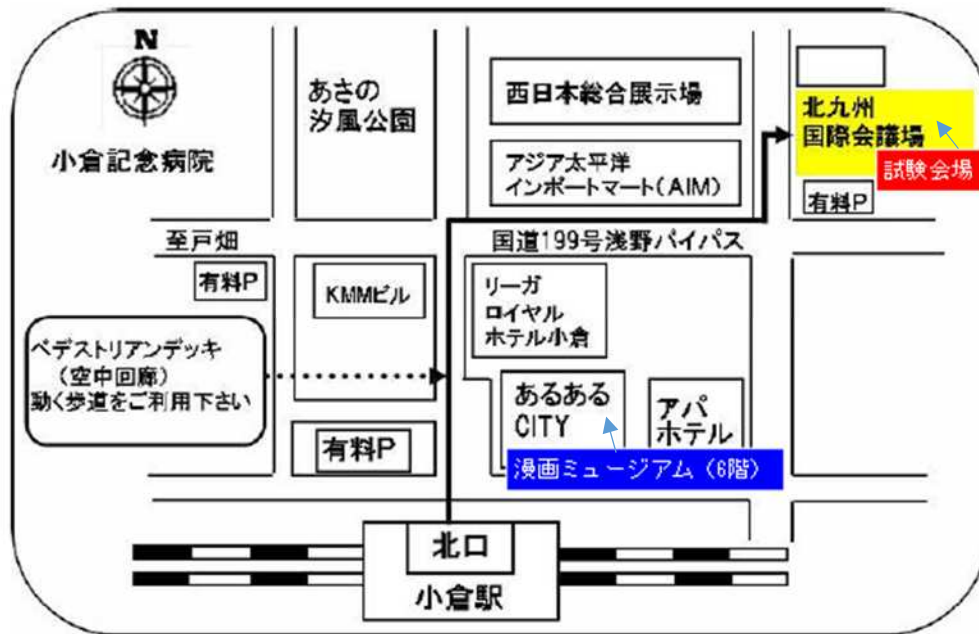 N
小倉記念病院
あさの
汐風公園
西日本総合展示場
アジア太平洋
インポートマート(AIM)
北九州
国際会議場
試験会場
有料P
至戸畑
国道199号浅野バイパス
有料P
KMMビル
リーガ
ロイヤル
ホテル小倉
ペデストリアンデッキ
(空中回廊)
動く歩道をご利用下さい
あるある
CITY
アパ
ホテル
漫画ミュージアム（6階）
有料P
北口
小倉駅